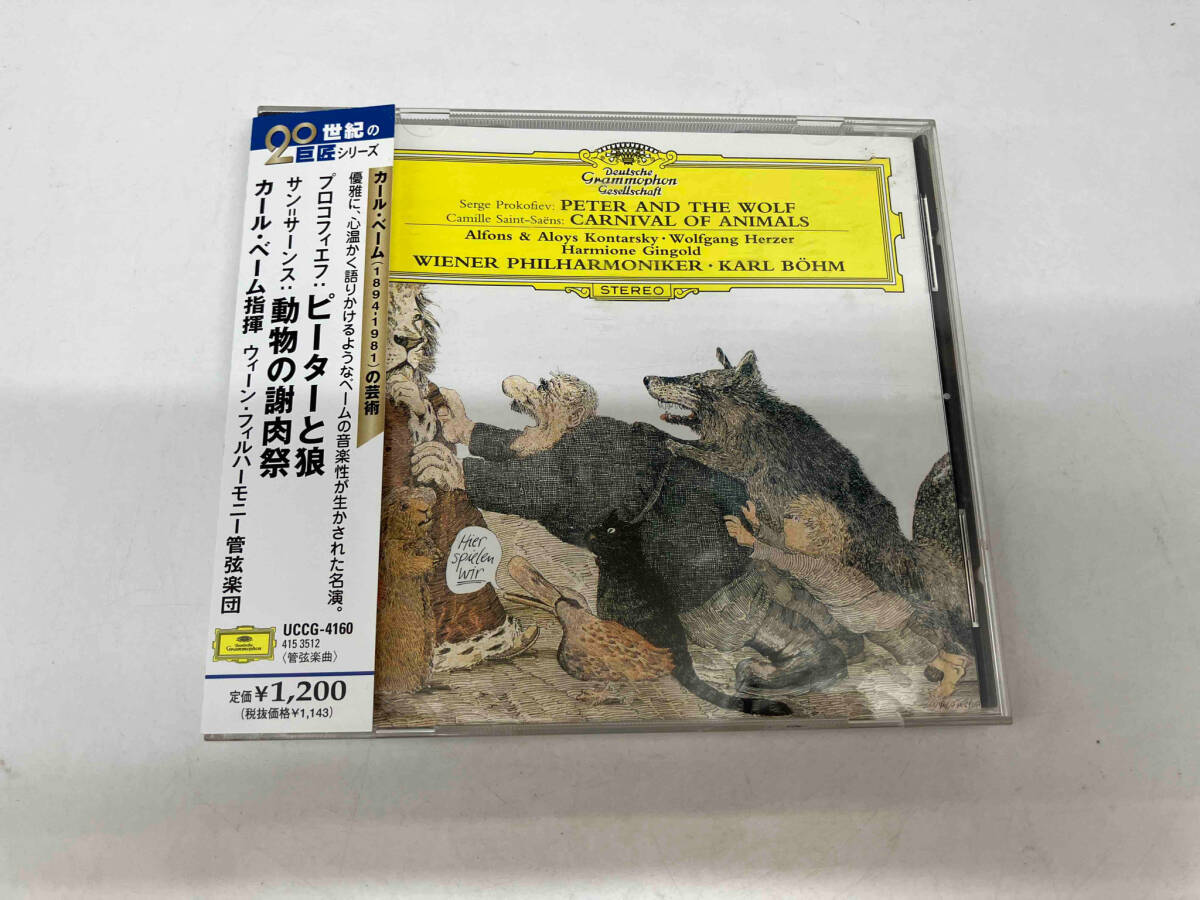 20世紀の
巨匠シリーズ
カール・ベーム(1894-1981)の芸術
優雅に、心温かく語りかけるようなベームの音楽性が生かされた名演。
プロコフィエフ:ピーターと狼
サン=サーンス:動物の謝肉祭
カール・ベーム指揮 ウィーン・フィルハーモニー管弦楽団
Deutsche
Grammophon
UCCG-4160
415 3512
〈管弦楽曲〉
定価¥1,200
(税抜価格¥1,143)
Deutsche
Grammophon
Gesellschaft
Serge Prokofiev: PETER AND THE WOLF
Camille Saint-Saëns: CARNIVAL OF ANIMALS
Alfons & Aloys Kontarsky · Wolfgang Herzer
Harmione Gingold
WIENER PHILHARMONIKER · KARL BÖHM
STEREO
Hier
spielen
wir